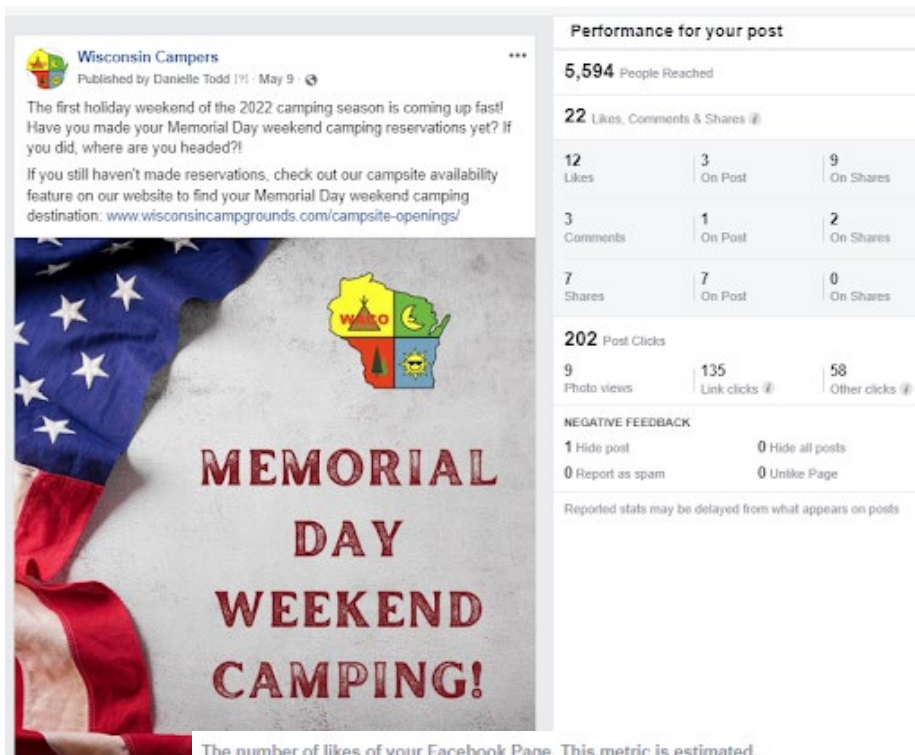 Wisconsin Campers
Published by Danielle Todd [?] · May 9 ·
The first holiday weekend of the 2022 camping season is coming up fast!
Have you made your Memorial Day weekend camping reservations yet? If
you did, where are you headed?!
If you still haven't made reservations, check out our campsite availability
feature on our website to find your Memorial Day weekend camping
destination: www.wisconsincampgrounds.com/campsite-openings/
WACO
MEMORIAL
DAY
WEEKEND
CAMPING!
Performance for your post
5,594 People Reached
22 Likes, Comments & Shares
12 3 9
Likes On Post On Shares
3 1 2
Comments On Post On Shares
7 7 0
Shares On Post On Shares
202 Post Clicks
9 135 58
Photo views Link clicks Other clicks
NEGATIVE FEEDBACK
1 Hide post 0 Hide all posts
0 Report as spam 0 Unlike Page
Reported stats may be delayed from what appears on posts
The number of likes of your Facebook Page. This metric is estimated.